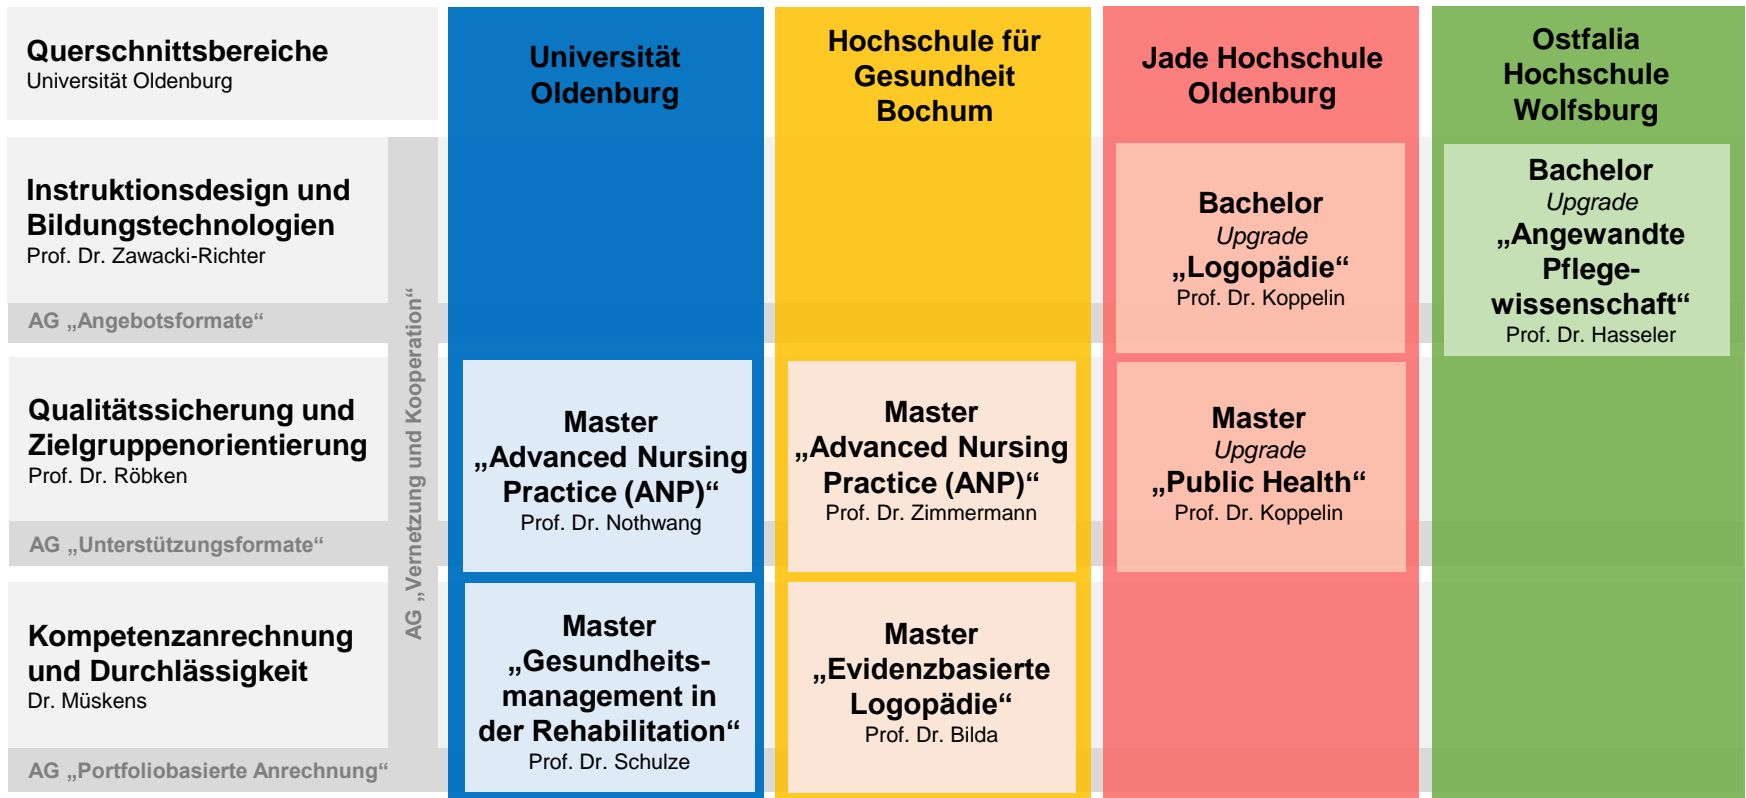 Querschnittsbereiche
Universität Oldenburg
Universität
Oldenburg
Hochschule für
Gesundheit
Bochum
Jade Hochschule
Oldenburg
Ostfalia
Hochschule
Wolfsburg
Instruktionsdesign und
Bildungstechnologien
Prof. Dr. Zawacki-Richter
AG „Angebotsformate“
AG „Vernetzung und Kooperation“
Bachelor
Upgrade
„Logopädie“
Prof. Dr. Koppelin
Bachelor
Upgrade
„Angewandte
Pflege-
wissenschaft“
Prof. Dr. Hasseler
Qualitätssicherung und
Zielgruppenorientierung
Prof. Dr. Röbken
AG „Unterstützungsformate“
Master
„Advanced Nursing
Practice (ANP)“
Prof. Dr. Nothwang
Master
„Advanced Nursing
Practice (ANP)“
Prof. Dr. Zimmermann
Master
Upgrade
„Public Health“
Prof. Dr. Koppelin
Kompetenzanrechnung
und Durchlässigkeit
Dr. Müskens
AG „Portfoliobasierte Anrechnung“
Master
„Gesundheits-
management in
der Rehabilitation“
Prof. Dr. Schulze
Master
„Evidenzbasierte
Logopädie“
Prof. Dr. Bilda